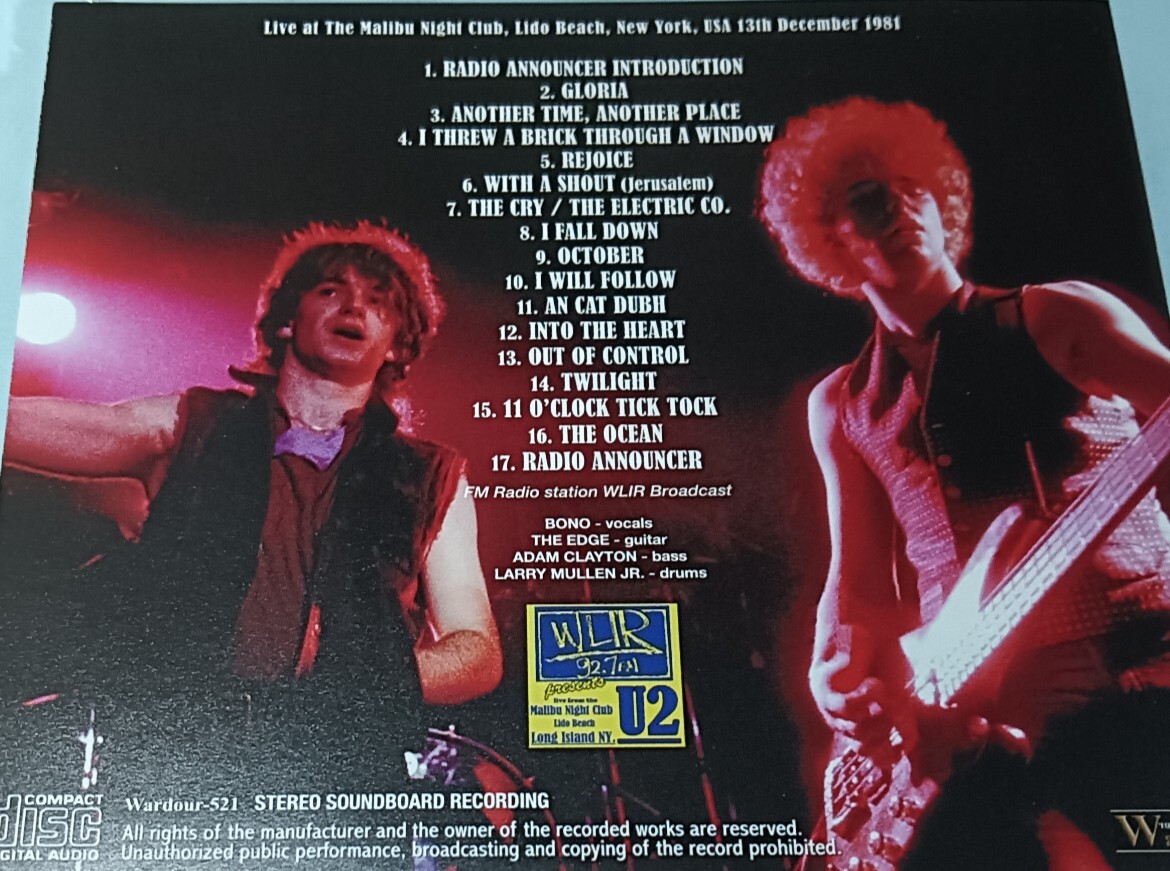 Live at The Malibu Night Club, Lido Beach, New York, USA 13th December 1981
1. RADIO ANNOUNCER INTRODUCTION
2. GLORIA
3. ANOTHER TIME, ANOTHER PLACE
4. I THREW A BRICK THROUGH A WINDOW
5. REJOICE
6. WITH A SHOUT (Jerusalem)
7. THE CRY / THE ELECTRIC CO.
8. I FALL DOWN
9. OCTOBER
10. I WILL FOLLOW
11. AN CAT DUBH
12. INTO THE HEART
13. OUT OF CONTROL
14. TWILIGHT
15. 11 O'CLOCK TICK TOCK
16. THE OCEAN
17. RADIO ANNOUNCER
FM Radio station WLIR Broadcast
BONO - vocals
THE EDGE - guitar
ADAM CLAYTON - bass
LARRY MULLEN JR. - drums
WLIR
92.7 FM
presents
live from the
Malibu Night Club
Lido Beach
Long Island NY.
U2
COMPACT
disc
IGITAL AUDIO
Wardour-521 STEREO SOUNDBOARD RECORDING
All rights of the manufacturer and the owner of the recorded works are reserved.
Unauthorized public performance, broadcasting and copying of the record prohibited.
W